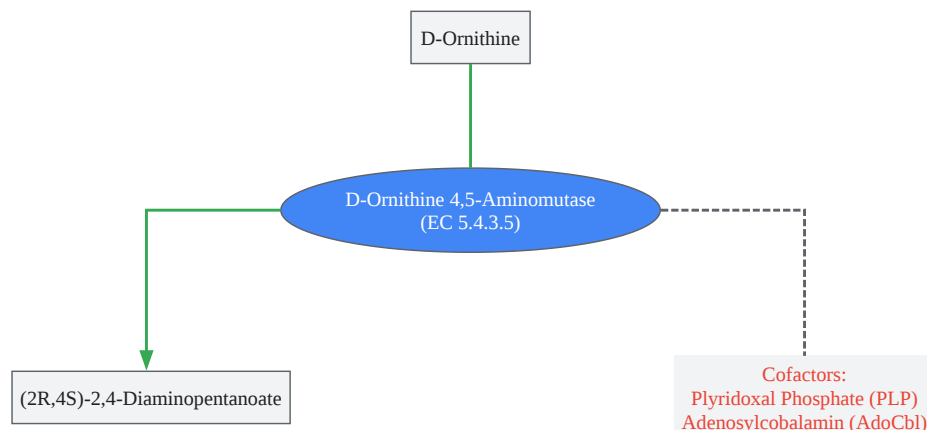 D-Ornithine
D-Ornithine 4,5-Aminomutase
(EC 5.4.3.5)
(2R,4S)-2,4-Diaminopentanoate
Cofactors:
Plyridoxal Phosphate (PLP)
Adenosylcobalamin (AdoCbl)